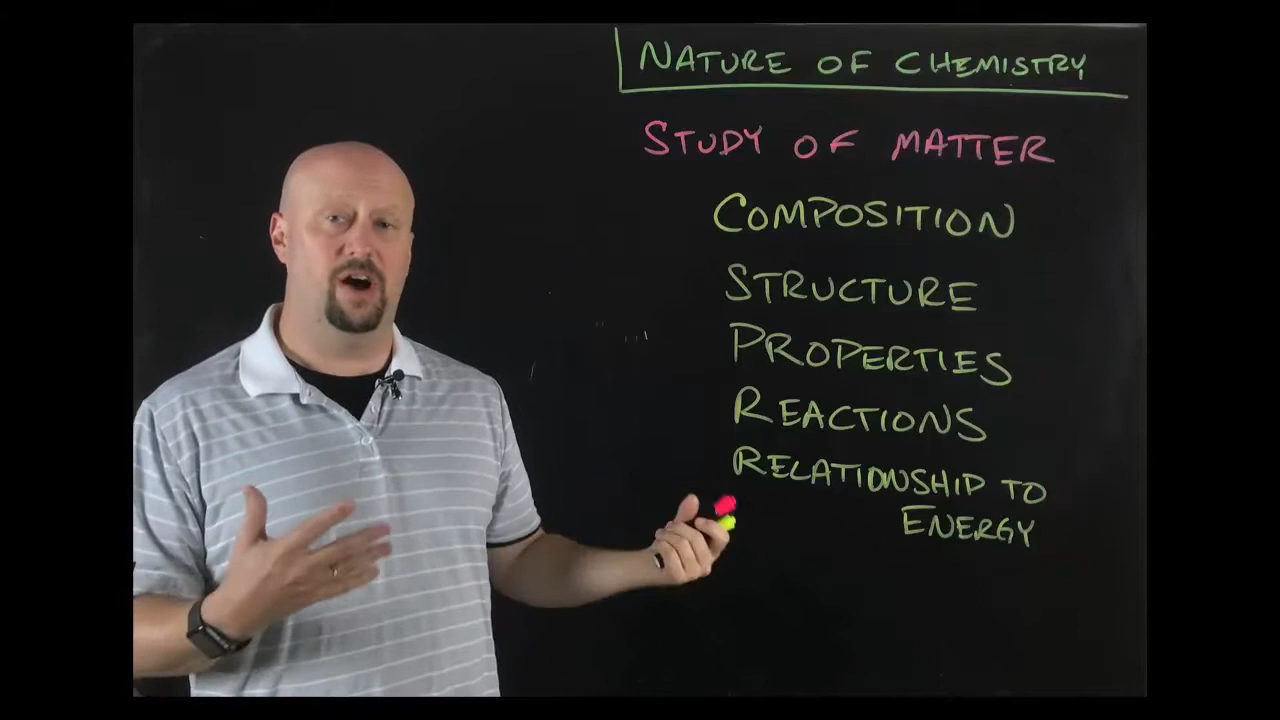 NATURE OF CHEMISTRY
STUDY OF MATTER
COMPOSITION
STRUCTURE
PROPERTIES
REACTIONS
RELATIONSHIP TO
ENERGY